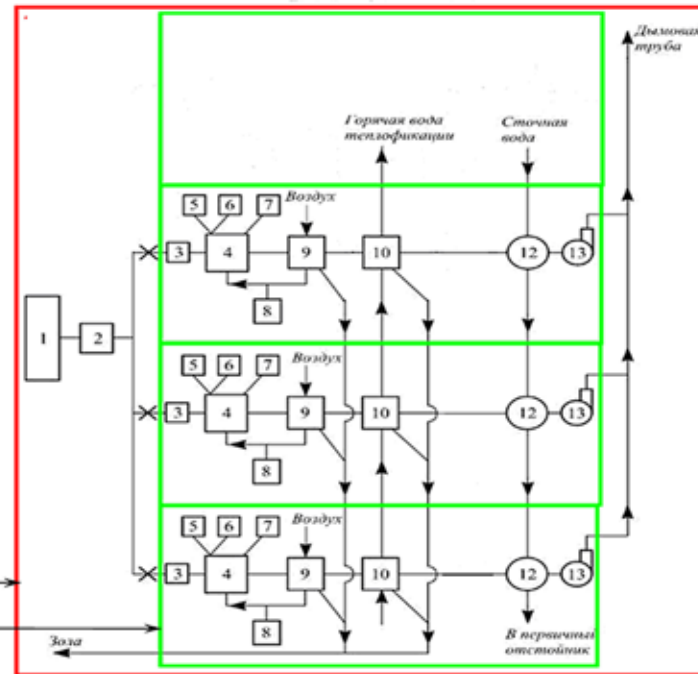 Дымовая
труба
Горячая вода
теплофикации
Сточная
вода
5 6 7
Воздух
3 4 9 10 12 13
8
1 2
5 6 7
Воздух
3 4 9 10 12 13
8
5 6 7
Воздух
3 4 9 10 12 13
8
Зола
В первичный
отстойник